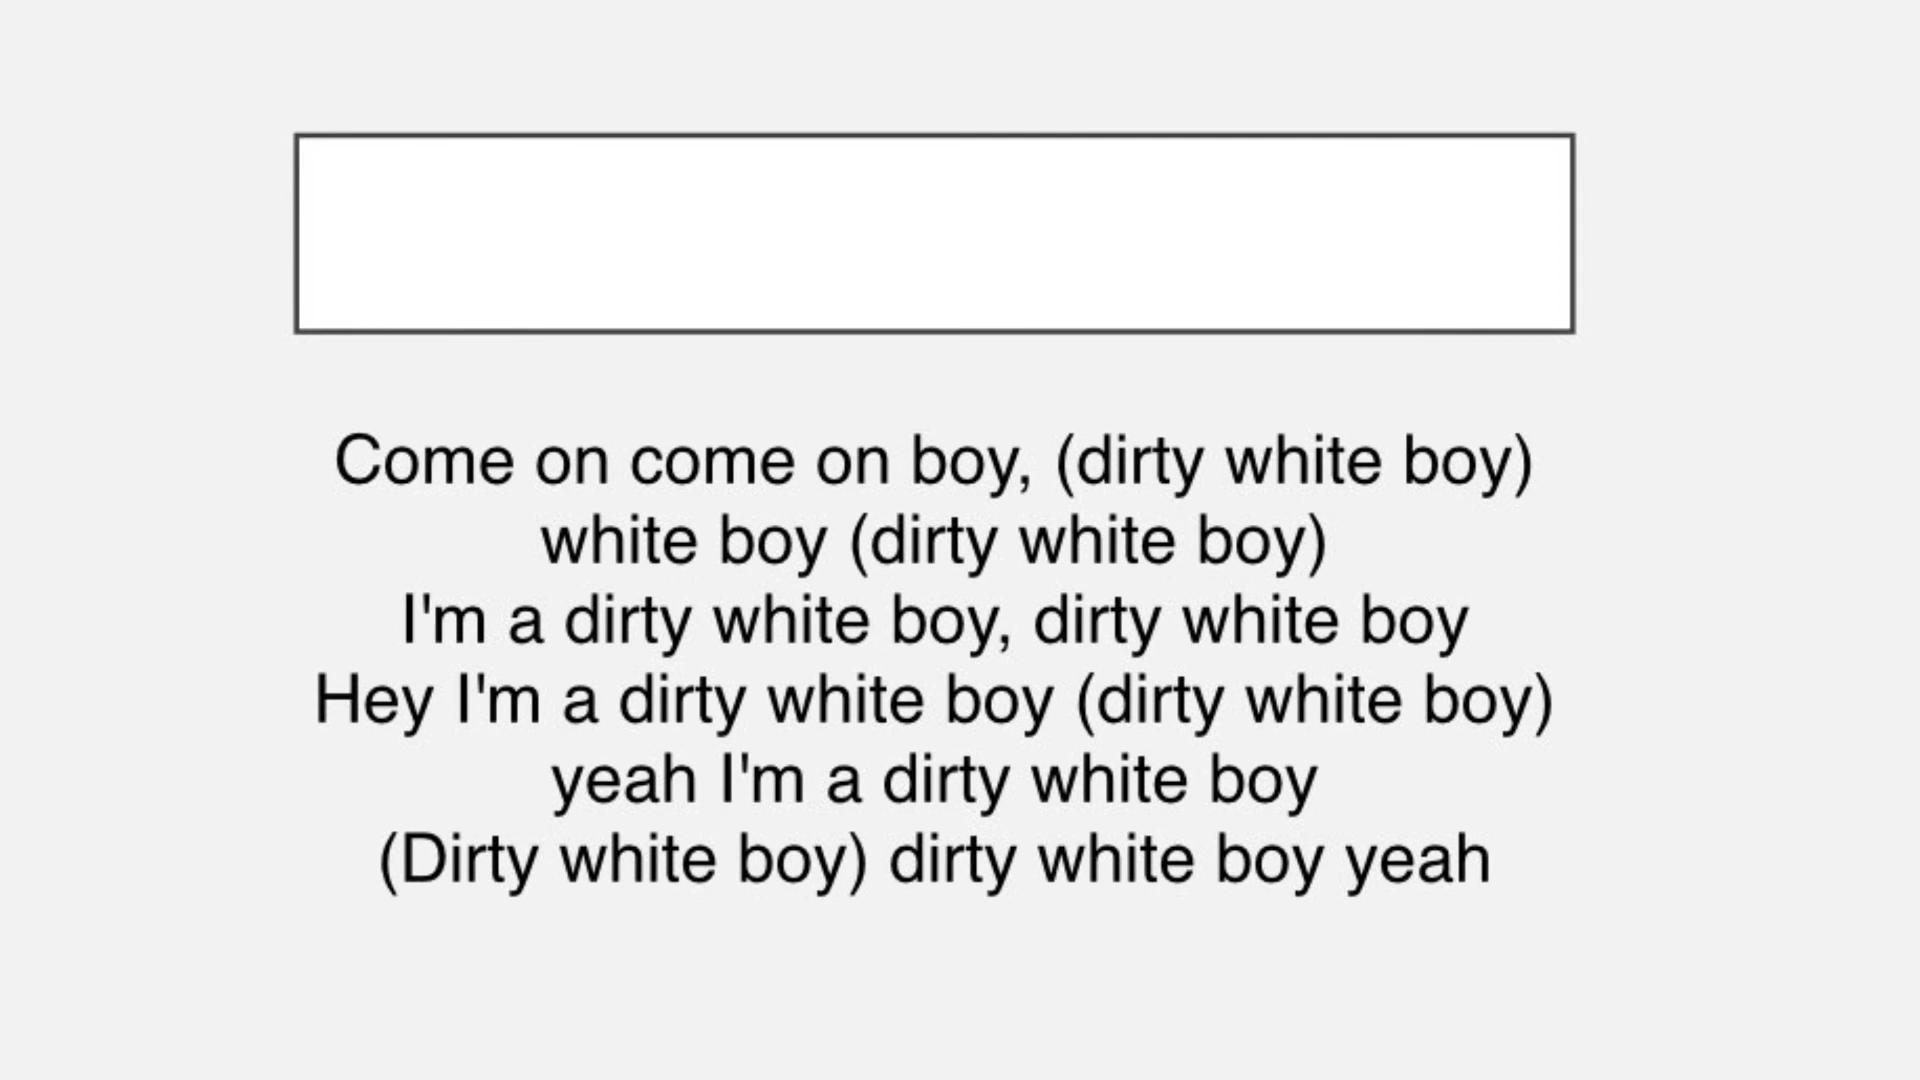 Come on come on boy, (dirty white boy)
white boy (dirty white boy)
I'm a dirty white boy, dirty white boy
Hey I'm a dirty white boy (dirty white boy)
yeah I'm a dirty white boy
(Dirty white boy) dirty white boy yeah